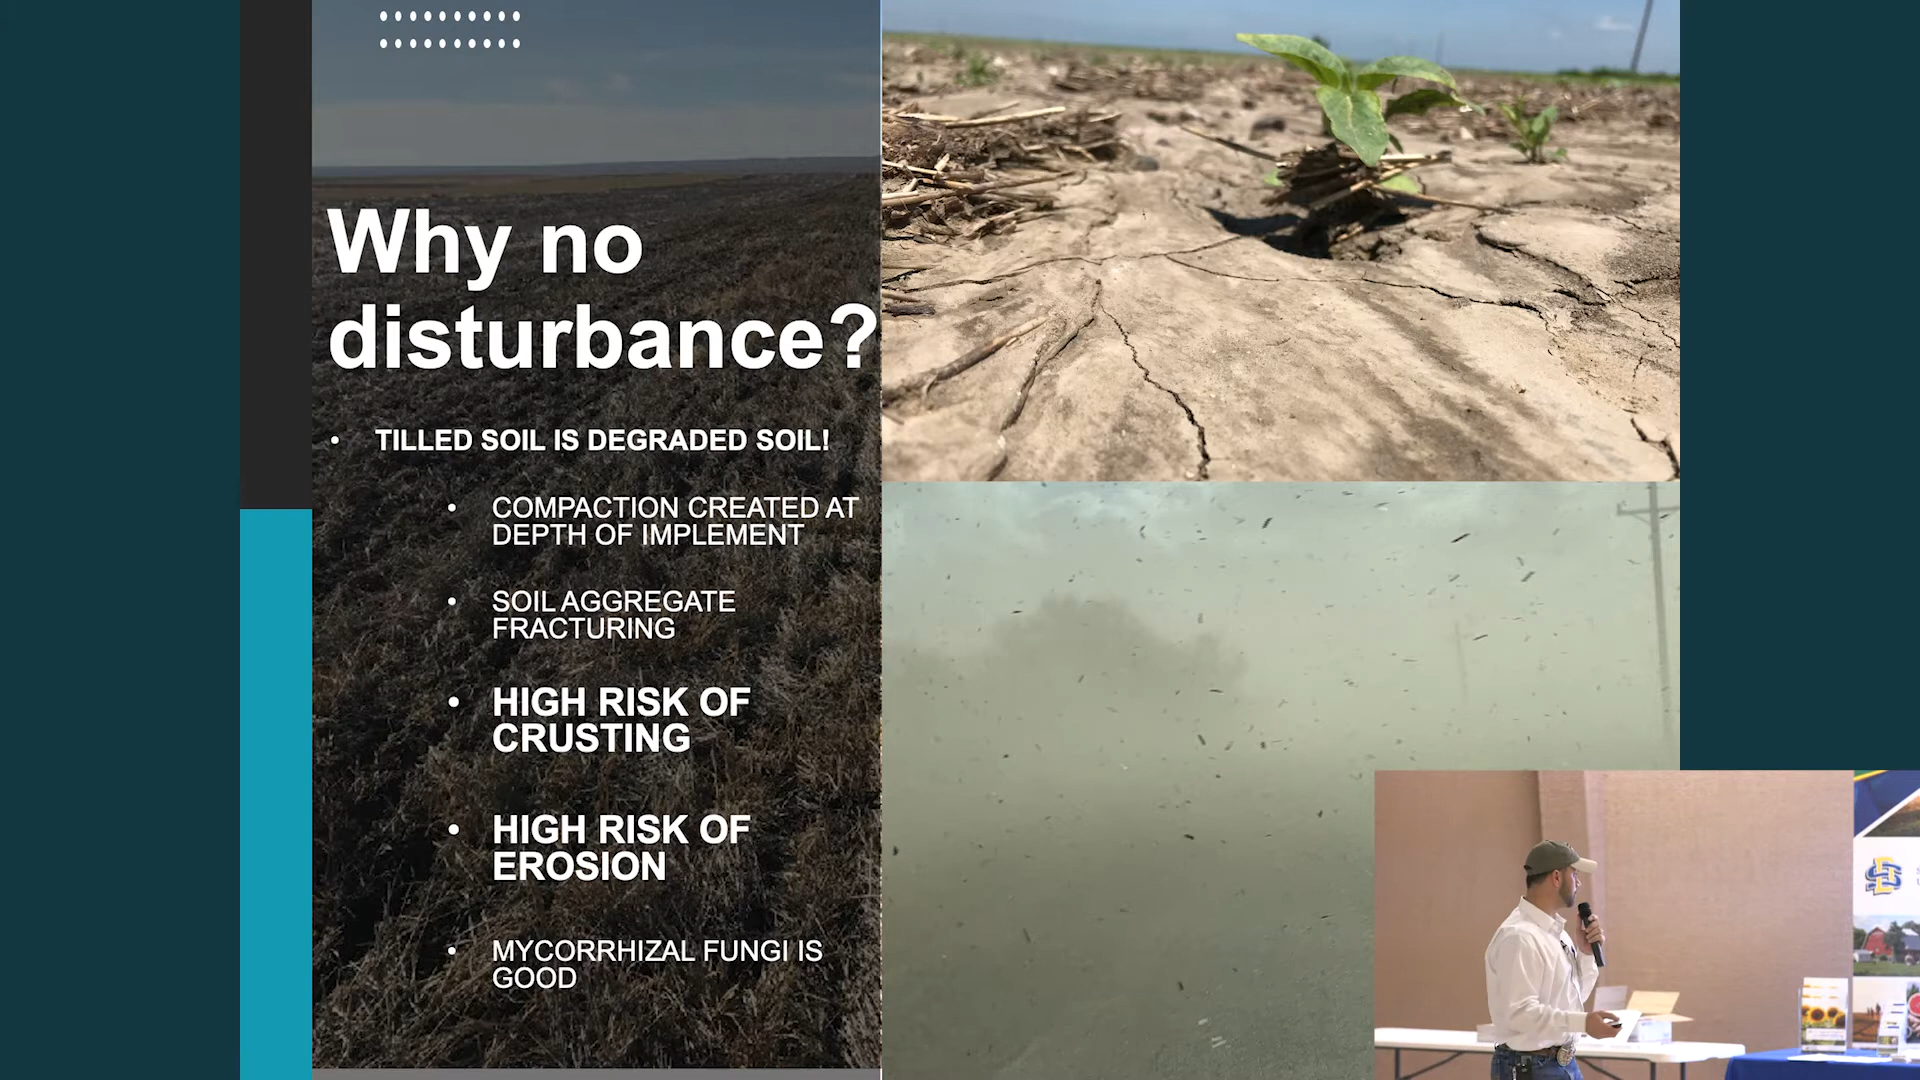 Why no
disturbance?
• TILLED SOIL IS DEGRADED SOIL!
• COMPACTION CREATED AT
DEPTH OF IMPLEMENT
• SOIL AGGREGATE
FRACTURING
• HIGH RISK OF
CRUSTING
• HIGH RISK OF
EROSION
• MYCORRHIZAL FUNGI IS
GOOD